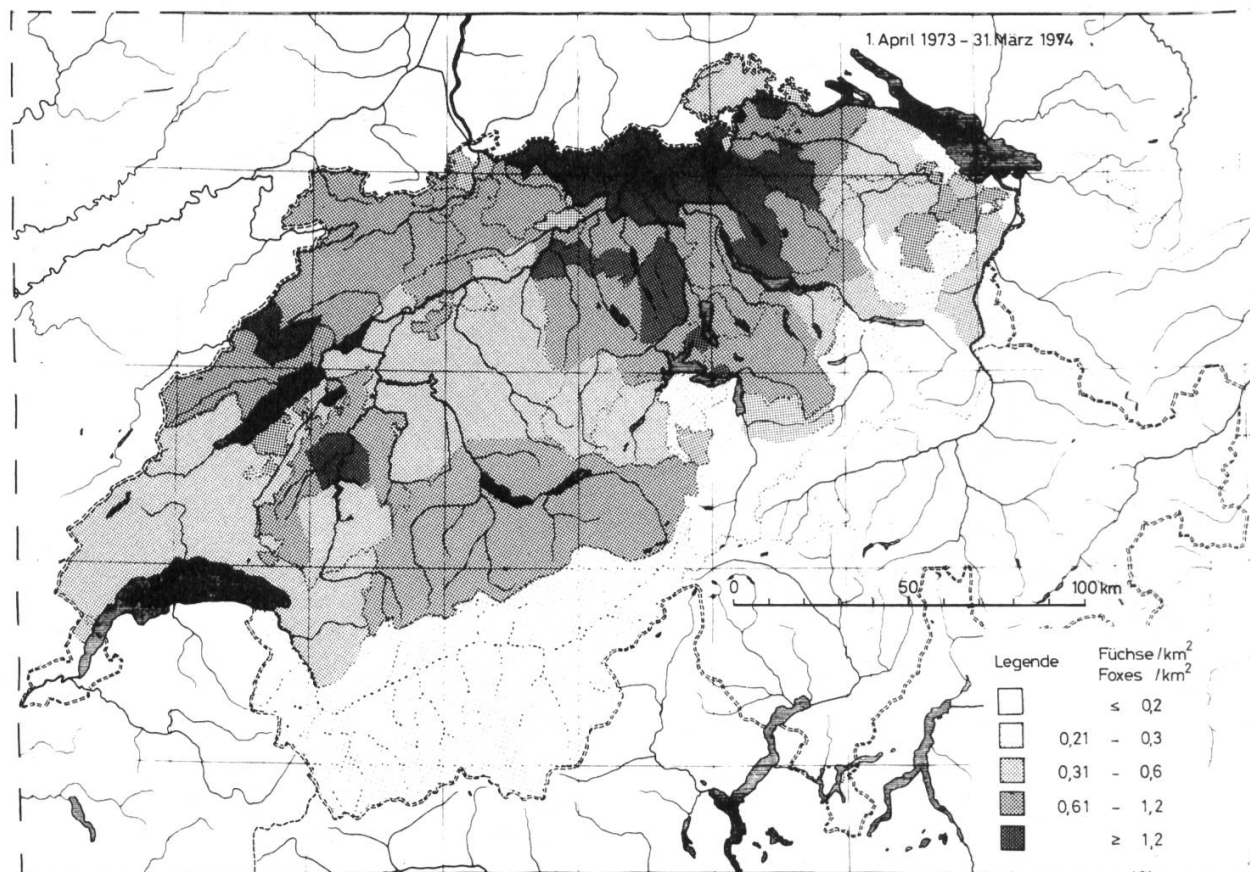 1. April 1973 – 31. März 1974
0 50 100 km
Legende Füchse/km²
Foxes /km²
≤ 0,2
0,21 – 0,3
0,31 – 0,6
0,61 – 1,2
≥ 1,2